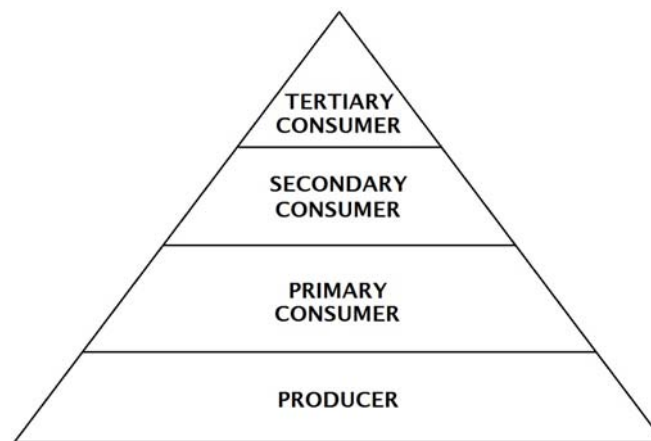 TERTIARY
CONSUMER
SECONDARY
CONSUMER
PRIMARY
CONSUMER
PRODUCER